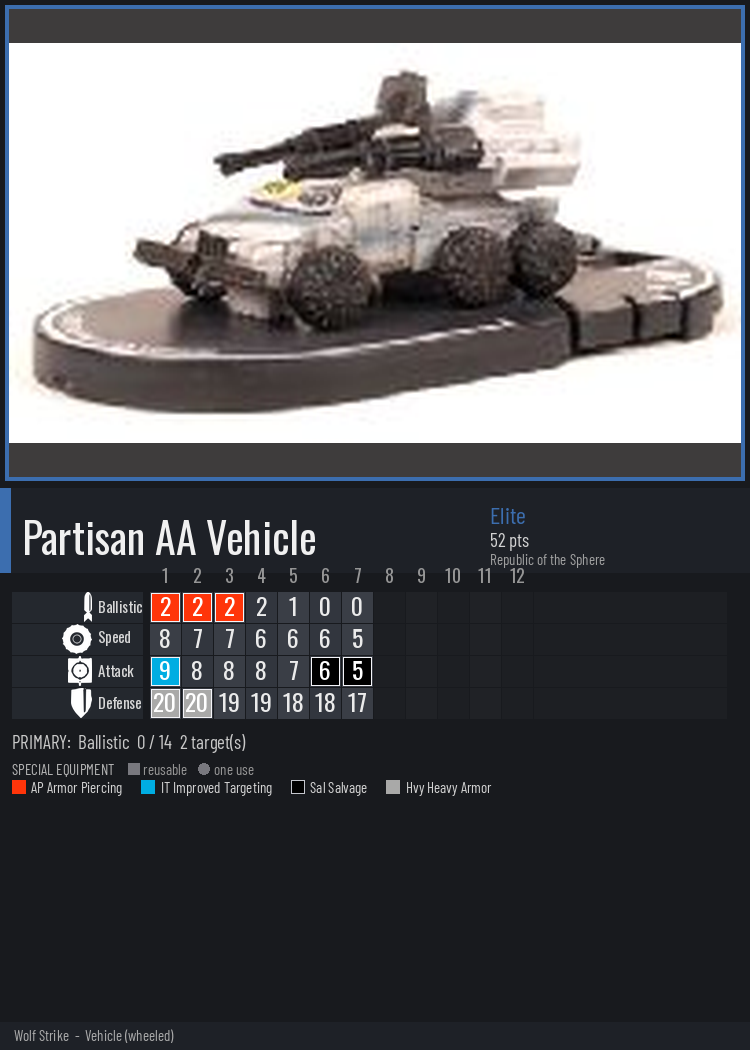 Elite
Partisan AA Vehicle
52 pts
Republic of the Sphere
1 2 3 4 5 6 7 8 9 10 11 12
Ballistic 2 2 2 2 1 0 0
Speed 8 7 7 6 6 6 5
Attack 9 8 8 8 7 6 5
Defense 20 20 19 19 18 18 17
PRIMARY: Ballistic 0 / 14 2 target(s)
SPECIAL EQUIPMENT reusable one use
AP Armor Piercing IT Improved Targeting Sal Salvage Hvy Heavy Armor
Wolf Strike - Vehicle (wheeled)